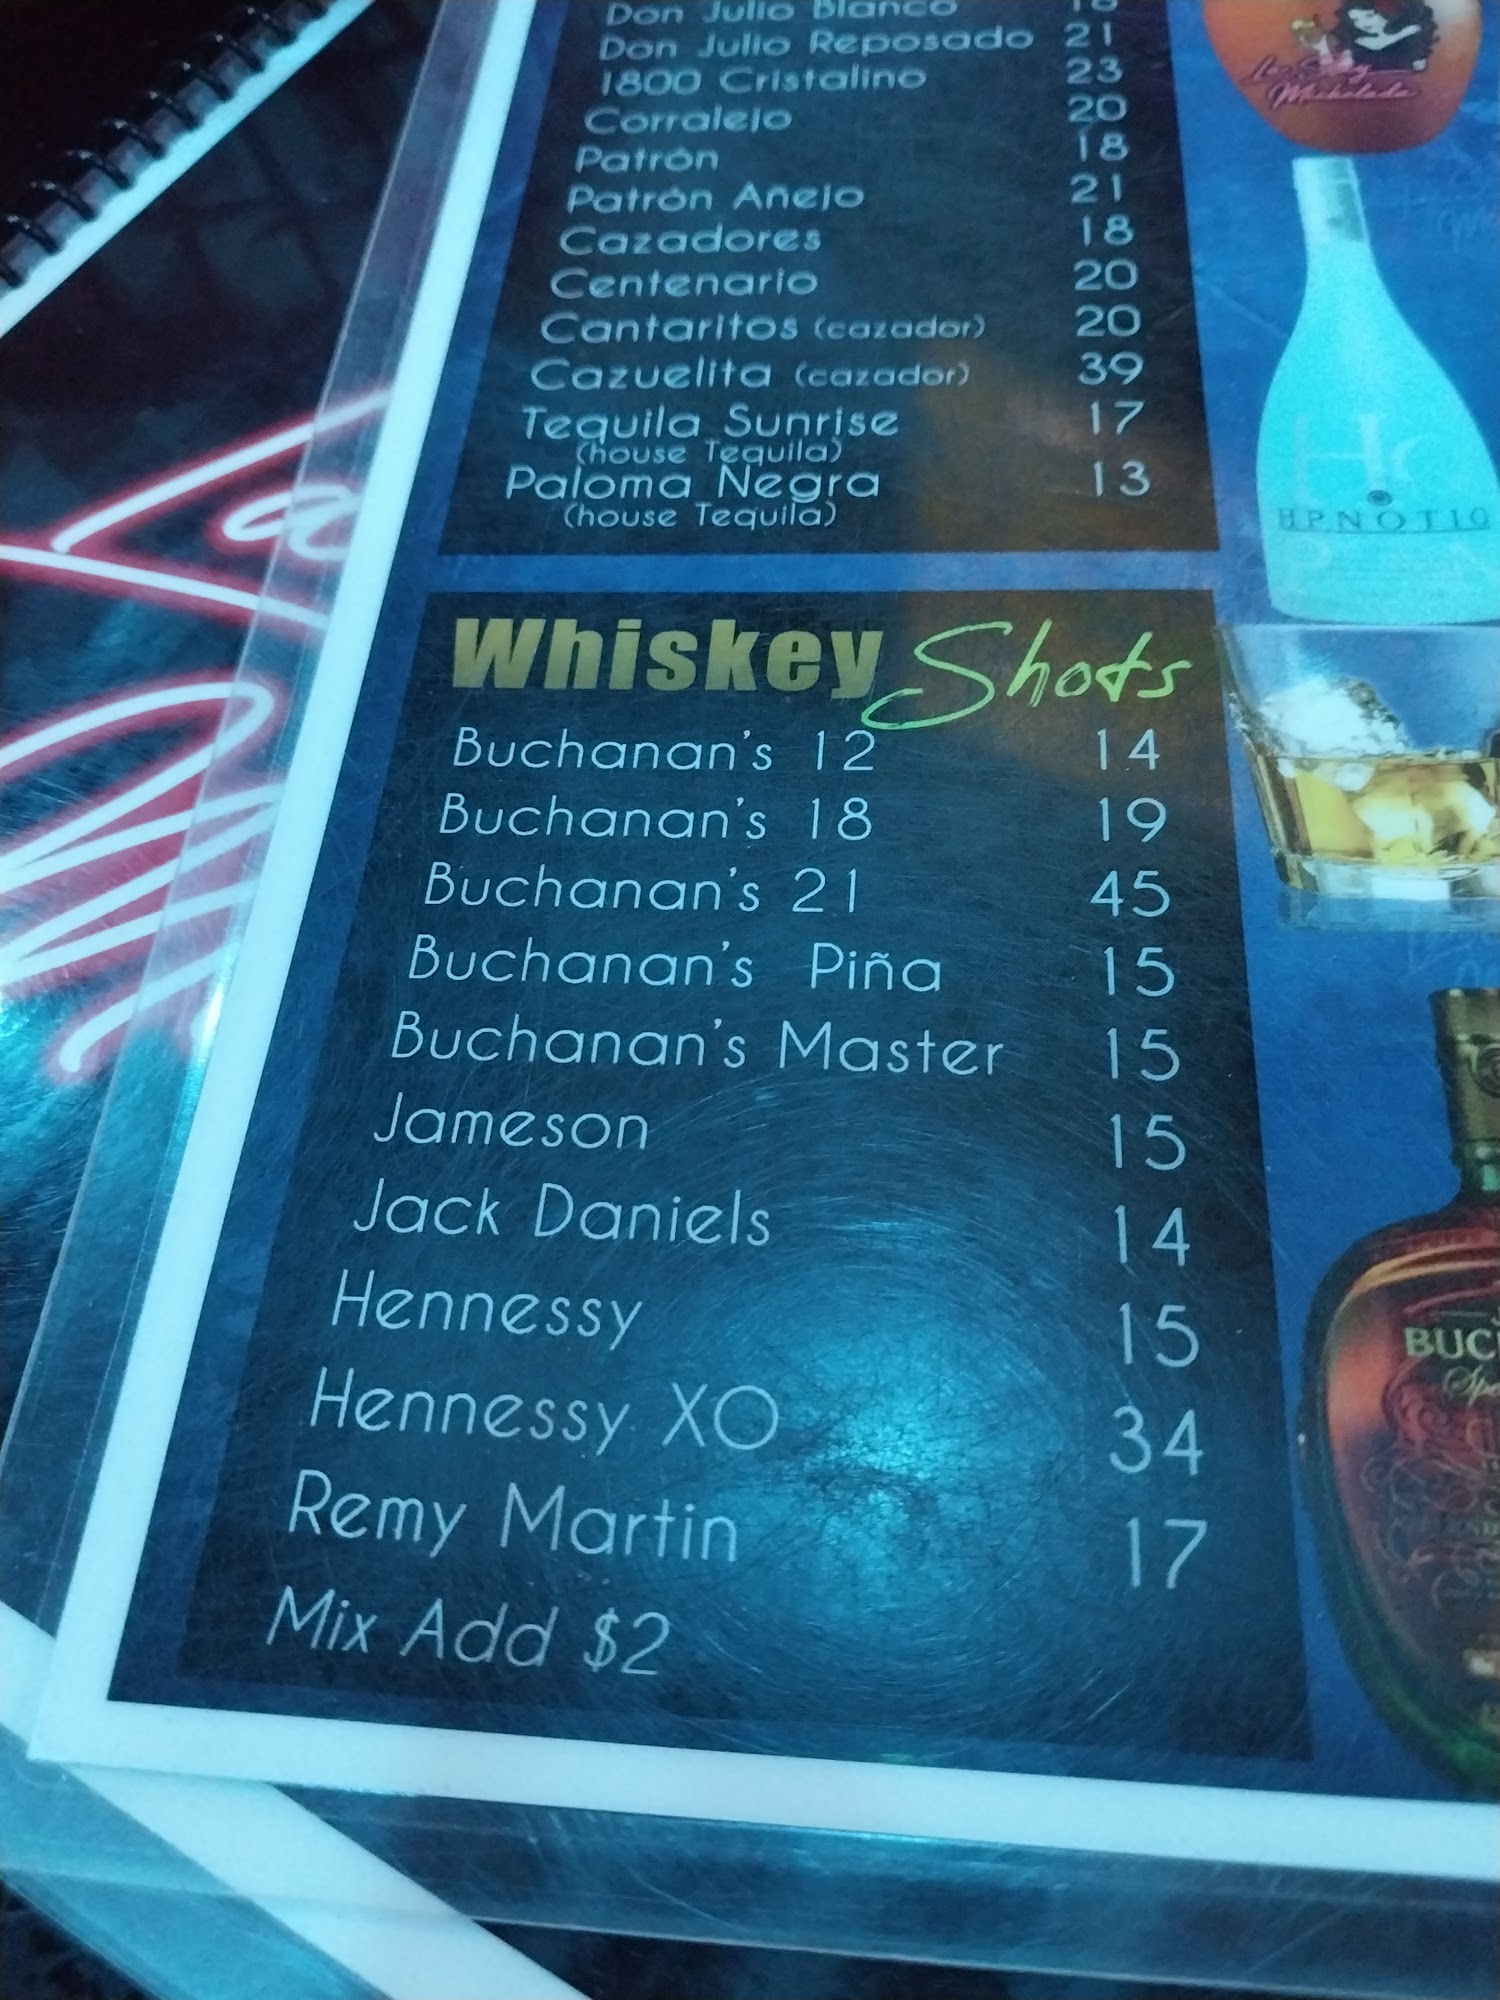 Don Julio Blanco
Don Julio Reposado 21
1800 Cristalino 23
Corralejo 20
Patrón 18
Patrón Añejo 21
Cazadores 18
Centenario 20
Cantaritos (cazador) 20
Cazuelita (cazador) 39
Tequila Sunrise 17
(house Tequila)
Paloma Negra 13
(house Tequila)
Whiskey Shots
Buchanan's 12 14
Buchanan's 18 19
Buchanan's 21 45
Buchanan's Piña 15
Buchanan's Master 15
Jameson 15
Jack Daniels 14
Hennessy 15
Hennessy XO 34
Remy Martin 17
Mix Add $2
La
Michelada
HPNOTIQ
BUC